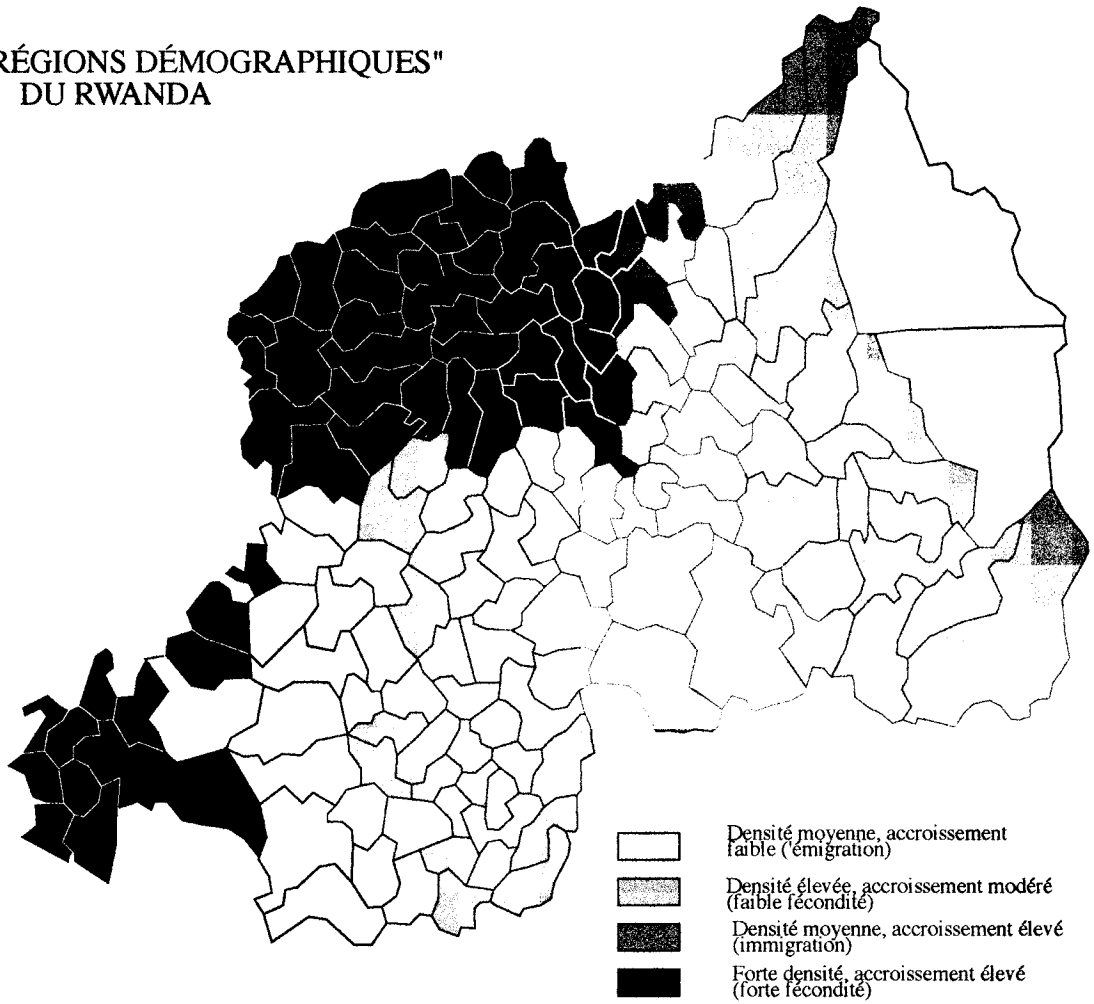 RÉGIONS DÉMOGRAPHIQUES"
DU RWANDA
Densité moyenne, accroissement
faible ('émigration)
Densité élevée, accroissement modéré
(faible fécondité)
Densité moyenne, accroissement élevé
(immigration)
Forte densité, accroissement élevé
(forte fécondité)